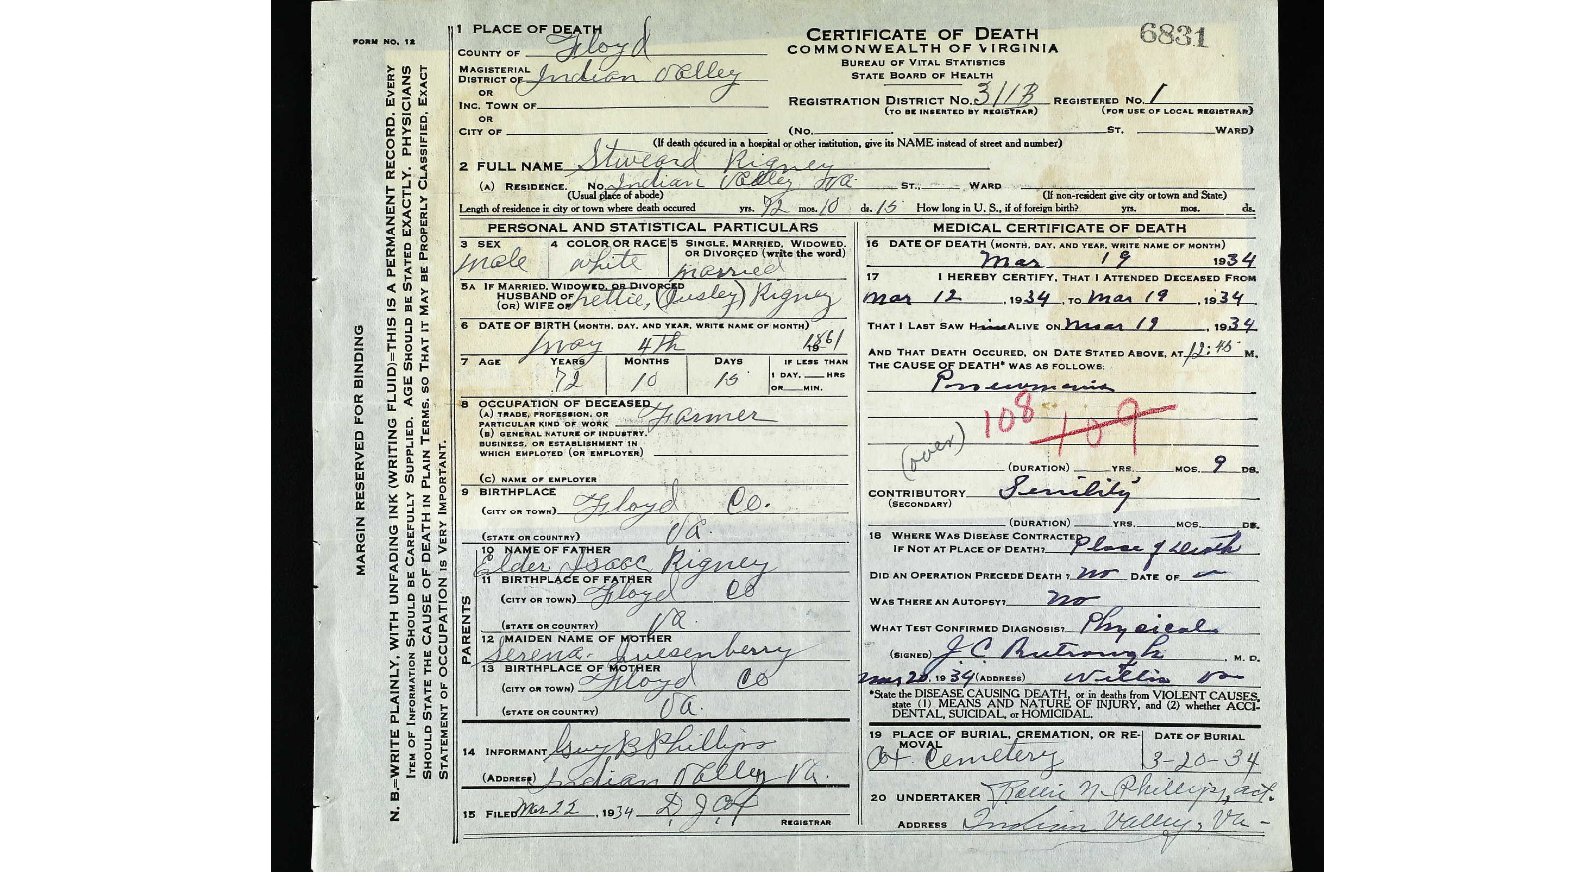 FORM NO. 12
MARGIN RESERVED FOR BINDING
N. B.—WRITE PLAINLY, WITH UNFADING INK (WRITING FLUID)—THIS IS A PERMANENT RECORD. EVERY
ITEM OF INFORMATION SHOULD BE CAREFULLY SUPPLIED. AGE SHOULD BE STATED EXACTLY. PHYSICIANS
SHOULD STATE THE CAUSE OF DEATH IN PLAIN TERMS, SO THAT IT MAY BE PROPERLY CLASSIFIED. EXACT
STATEMENT OF OCCUPATION IS VERY IMPORTANT.
CERTIFICATE OF DEATH
COMMONWEALTH OF VIRGINIA
BUREAU OF VITAL STATISTICS
STATE BOARD OF HEALTH
6831
1 PLACE OF DEATH
COUNTY OF Floyd
MAGISTERIAL DISTRICT OF Indian Valley
OR
INC. TOWN OF
OR
REGISTRATION DISTRICT NO. 311B REGISTERED NO. 1
(TO BE INSERTED BY REGISTRAR) (FOR USE OF LOCAL REGISTRAR)
CITY OF (NO. ST. WARD)
(If death occured in a hospital or other institution, give its NAME instead of street and number)
2 FULL NAME Stweard Rigney
(A) RESIDENCE. NO. Indian Valley Va ST., WARD
(Usual place of abode) (If non-resident give city or town and State)
Length of residence in city or town where death occured yrs. 72 mos. 10 ds. 15 How long in U. S., if of foreign birth? yrs. mos. ds.
PERSONAL AND STATISTICAL PARTICULARS
3 SEX male
4 COLOR OR RACE white
5 SINGLE, MARRIED, WIDOWED, OR DIVORCED (write the word) married
5A IF MARRIED, WIDOWED, OR DIVORCED
HUSBAND OF
(OR) WIFE OF nettie, Rigney
6 DATE OF BIRTH (MONTH, DAY, AND YEAR, WRITE NAME OF MONTH)
may 4th 1861
7 AGE YEARS MONTHS DAYS IF LESS THAN
72 10 15 1 DAY, HRS
OR MIN.
8 OCCUPATION OF DECEASED
(A) TRADE, PROFESSION, OR
PARTICULAR KIND OF WORK Farmer
(B) GENERAL NATURE OF INDUSTRY,
BUSINESS, OR ESTABLISHMENT IN
WHICH EMPLOYED (OR EMPLOYER)
(C) NAME OF EMPLOYER
9 BIRTHPLACE
(CITY OR TOWN) Floyd Co.
(STATE OR COUNTRY) Va.
PARENTS
10 NAME OF FATHER
Elder Isaac Rigney
11 BIRTHPLACE OF FATHER
(CITY OR TOWN) Floyd Co
(STATE OR COUNTRY) Va.
12 MAIDEN NAME OF MOTHER
Serena Quesenberry
13 BIRTHPLACE OF MOTHER
(CITY OR TOWN) Floyd Co
(STATE OR COUNTRY) Va.
14 INFORMANT Guy B Phillips
(ADDRESS) Indian Valley Va.
15 FILED Mar 22, 1934 D. J. Cox
REGISTRAR
MEDICAL CERTIFICATE OF DEATH
16 DATE OF DEATH (MONTH, DAY, AND YEAR, WRITE NAME OF MONTH)
Mar 19 1934
17 I HEREBY CERTIFY, THAT I ATTENDED DECEASED FROM
Mar 12, 1934, TO Mar 19, 1934
THAT I LAST SAW HIM ALIVE ON Mar 19, 1934
AND THAT DEATH OCCURED, ON DATE STATED ABOVE, AT 12:45 M.
THE CAUSE OF DEATH* WAS AS FOLLOWS:
Pneumonia
108 109
(over)
(DURATION) YRS. MOS. 9 DS.
CONTRIBUTORY Senility
(SECONDARY)
(DURATION) YRS. MOS. DS.
18 WHERE WAS DISEASE CONTRACTED
IF NOT AT PLACE OF DEATH? Place of Death
DID AN OPERATION PRECEDE DEATH? no DATE OF
WAS THERE AN AUTOPSY? no
WHAT TEST CONFIRMED DIAGNOSIS? Physical
(SIGNED) J. C. , M. D.
Mar 20, 1934 (ADDRESS) Willis Va
*State the DISEASE CAUSING DEATH, or in deaths from VIOLENT CAUSES,
state (1) MEANS AND NATURE OF INJURY, and (2) whether ACCI-
DENTAL, SUICIDAL, or HOMICIDAL.
19 PLACE OF BURIAL, CREMATION, OR RE-
MOVAL
Cox Cemetery
DATE OF BURIAL
3-20-34
20 UNDERTAKER N. Phillips, act.
ADDRESS Indian Valley, Va-